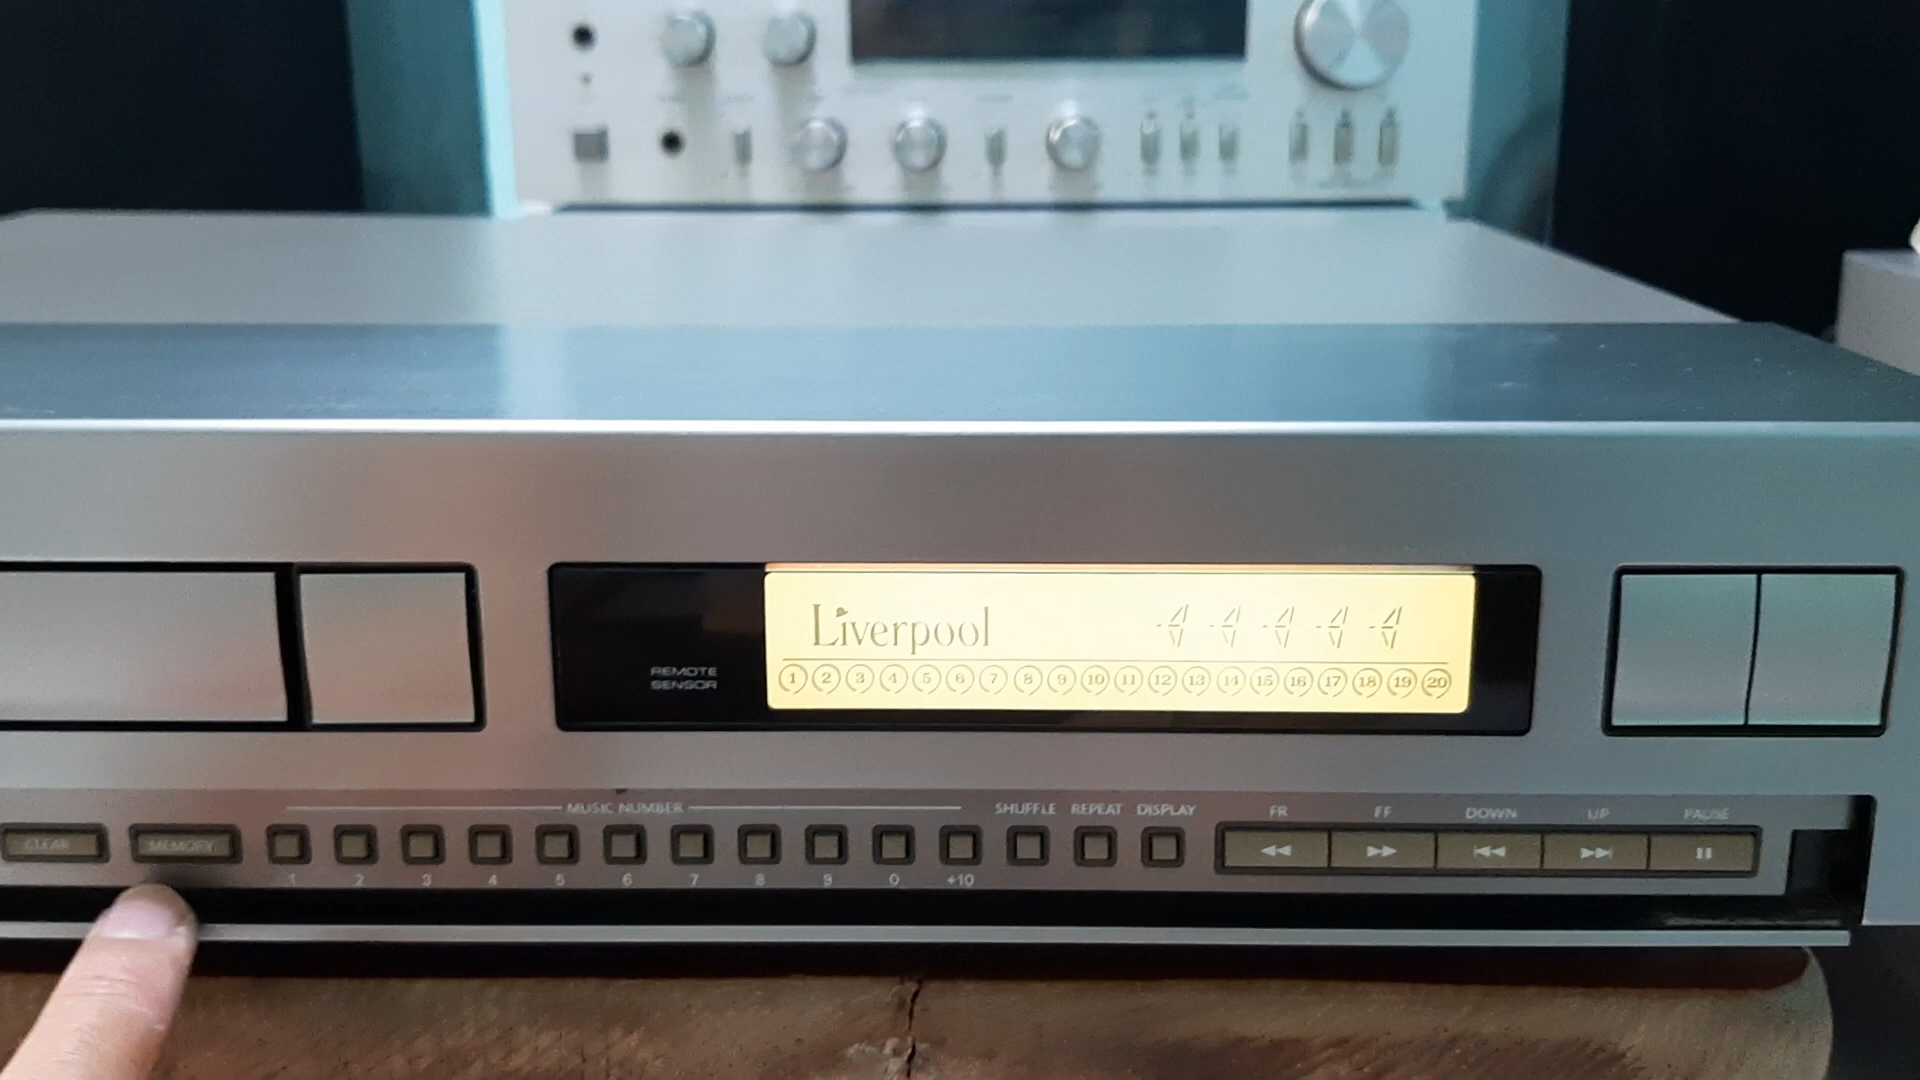 Liverpool
REMOTE
SENSOR
1 2 3 4 5 6 7 8 9 10 11 12 13 14 15 16 17 18 19 20
MUSIC NUMBER SHUFFLE REPEAT DISPLAY FR FF DOWN UP PAUSE
CLEAR MEMORY
1 2 3 4 5 6 7 8 9 0 +10